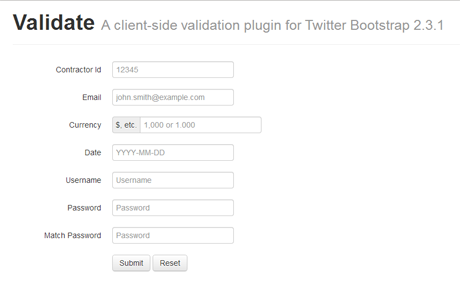 Validate A client-side validation plugin for Twitter Bootstrap 2.3.1
Contractor Id 12345
Email john.smith@example.com
Currency $, etc. 1,000 or 1.000
Date YYYY-MM-DD
Username Username
Password Password
Match Password Password
Submit Reset